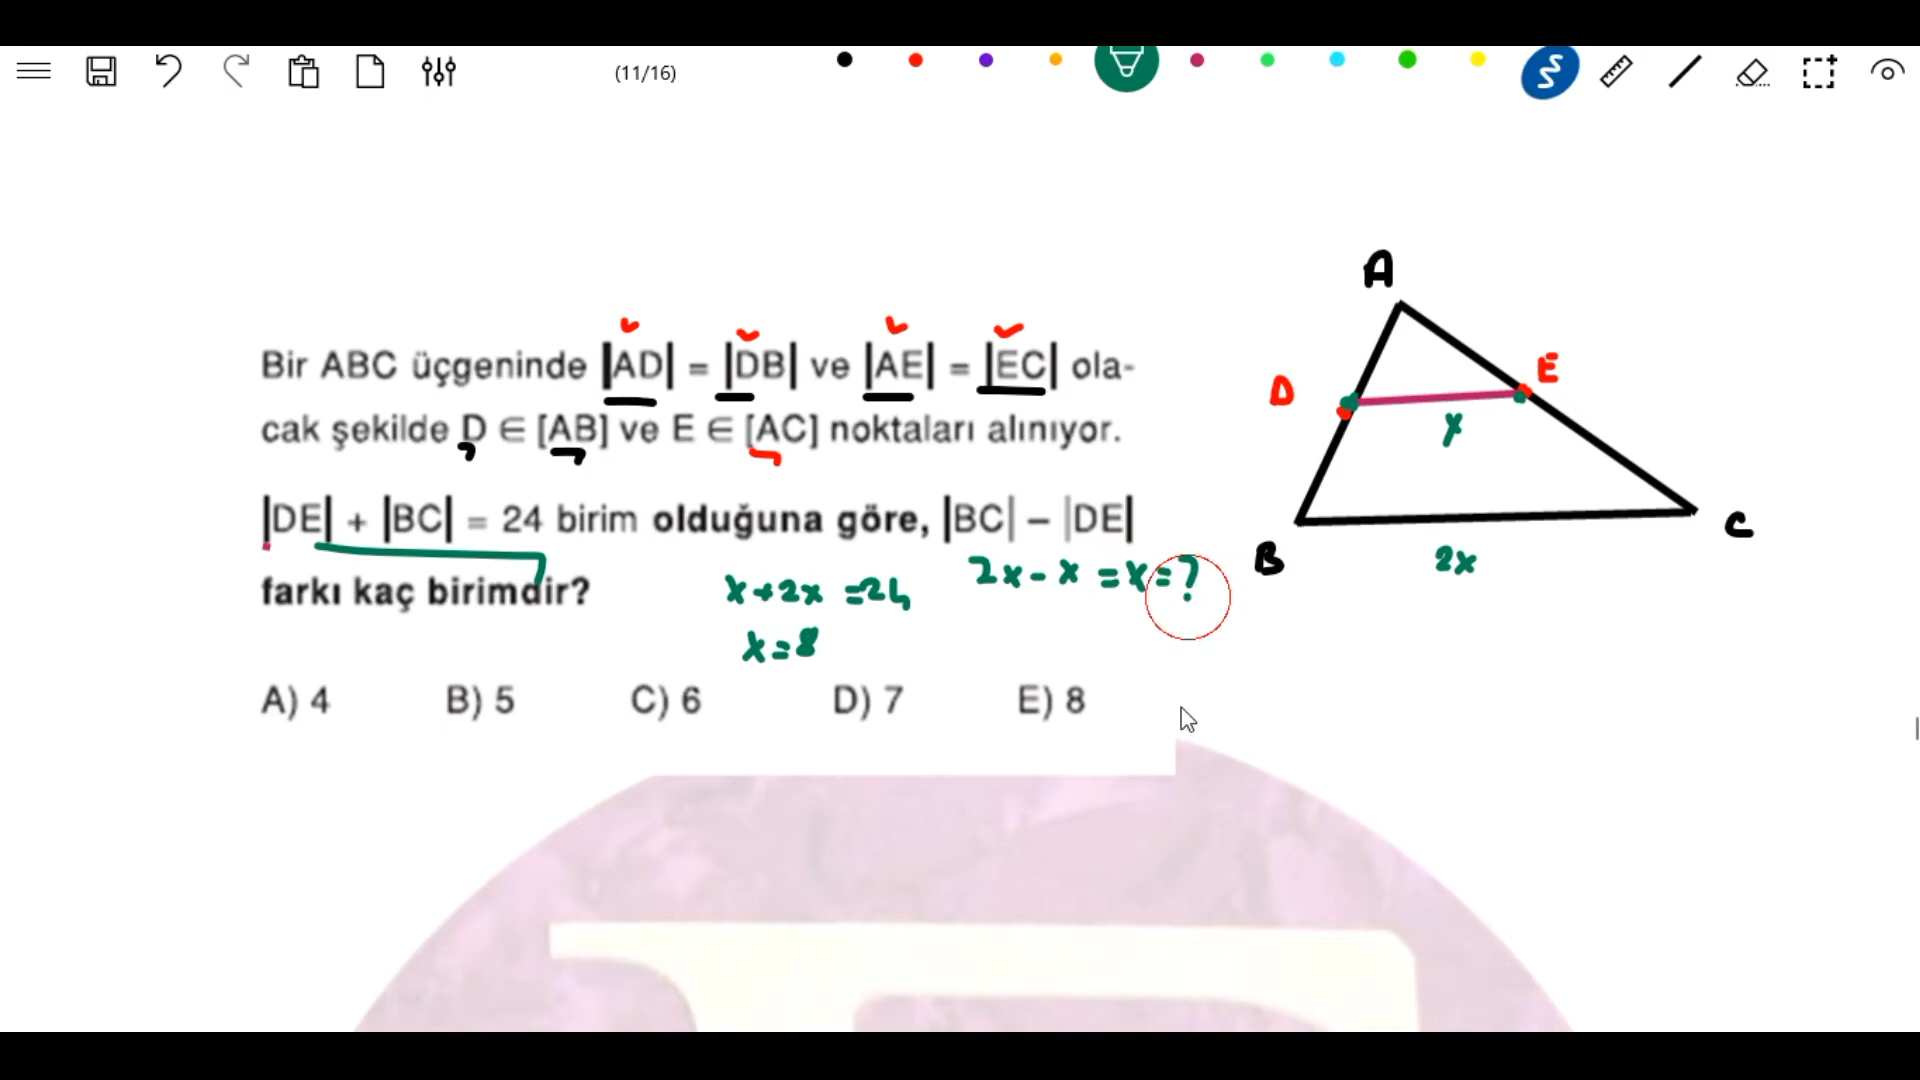 (11/16)
Bir ABC üçgeninde |AD| = |DB| ve |AE| = |EC| ola-
cak şekilde D ∈ [AB] ve E ∈ [AC] noktaları alınıyor.
|DE| + |BC| = 24 birim olduğuna göre, |BC| – |DE|
farkı kaç birimdir?
x+2x =24
2x-x =x=?
x=8
A) 4 B) 5 C) 6 D) 7 E) 8
A
D
E
x
B
C
2x